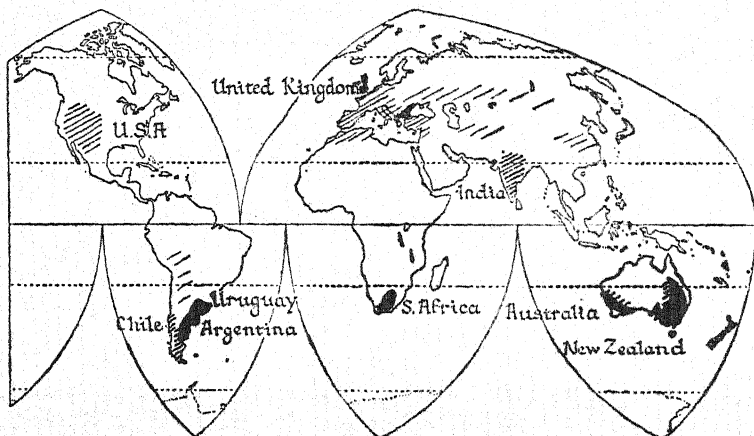 United Kingdom
U.S.A
India
Uruguay
Chile
Argentina
S. Africa
Australia
New Zealand